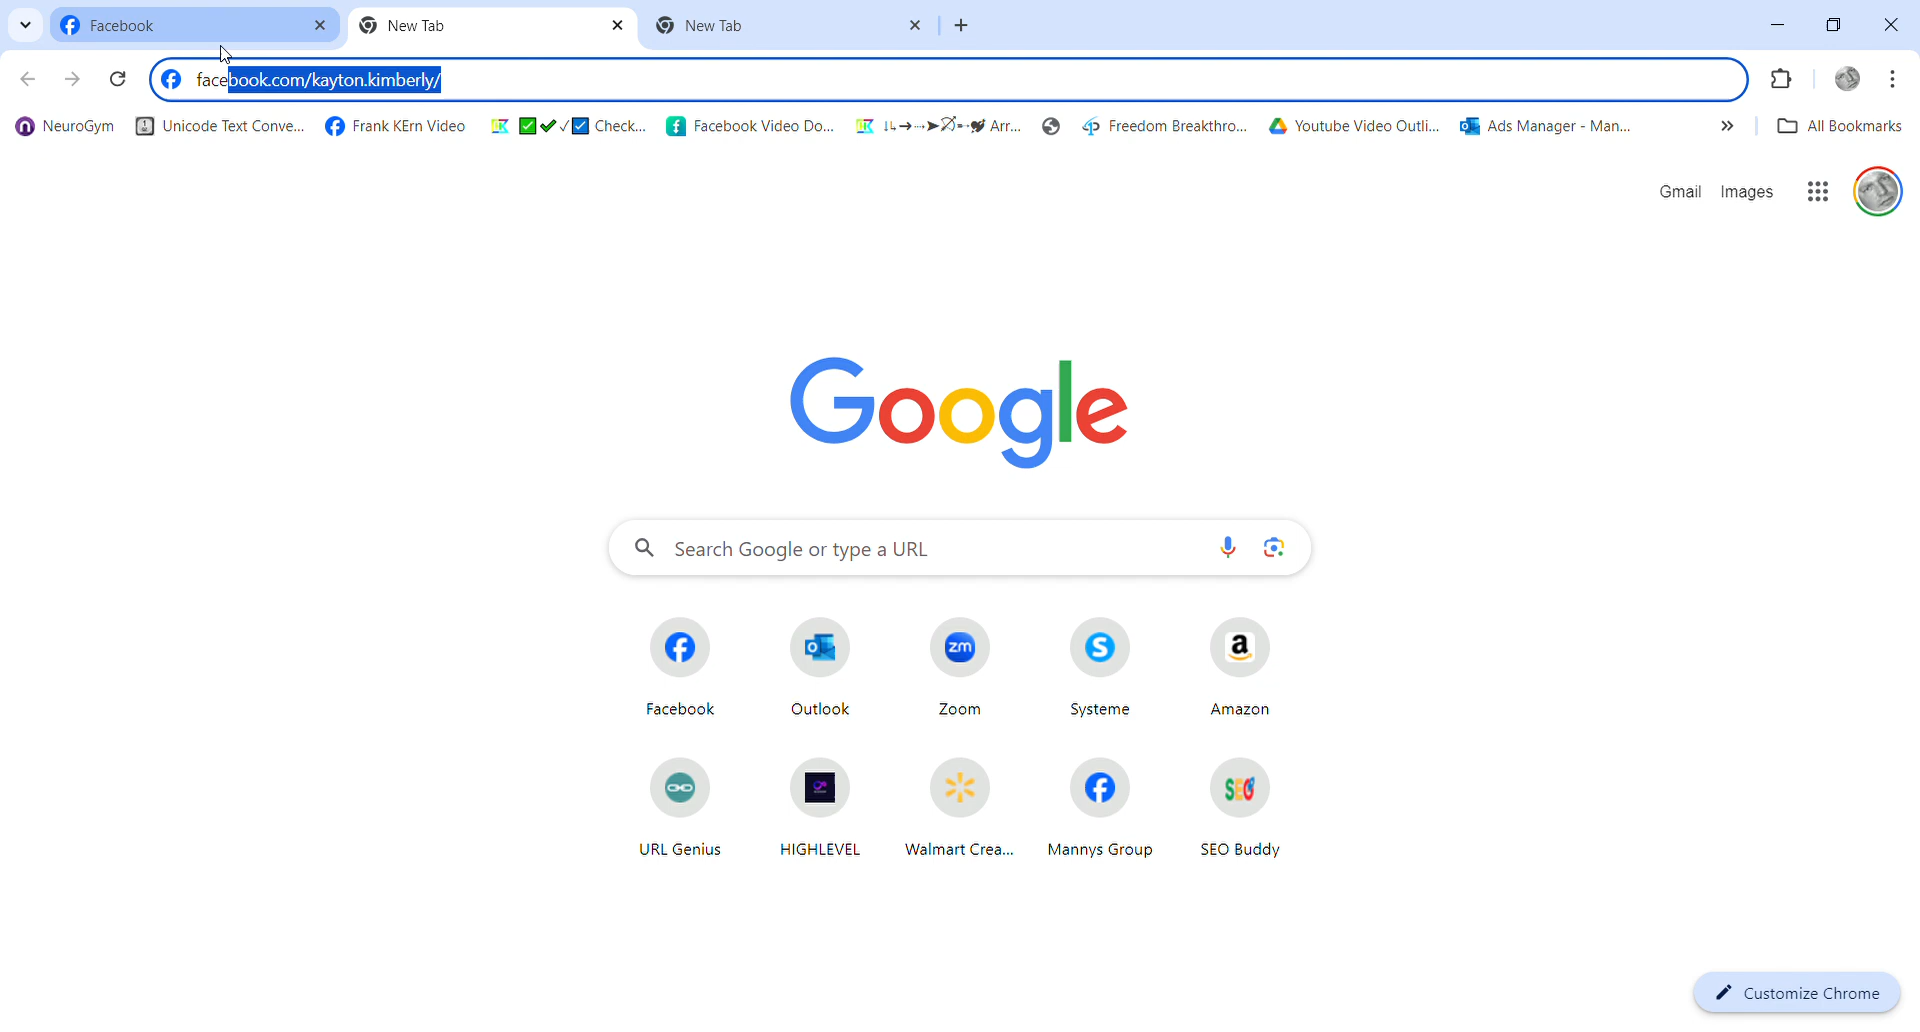 Facebook
New Tab
New Tab
facebook.com/kayton.kimberly/
NeuroGym
Unicode Text Conve...
Frank KErn Video
✅✔✓☑ Check...
Facebook Video Do...
Arr...
Freedom Breakthro...
Youtube Video Outli...
Ads Manager - Man...
»
All Bookmarks
Gmail
Images
Google
Search Google or type a URL
Facebook
Outlook
Zoom
Systeme
Amazon
URL Genius
HIGHLEVEL
Walmart Crea...
Mannys Group
SEO Buddy
Customize Chrome